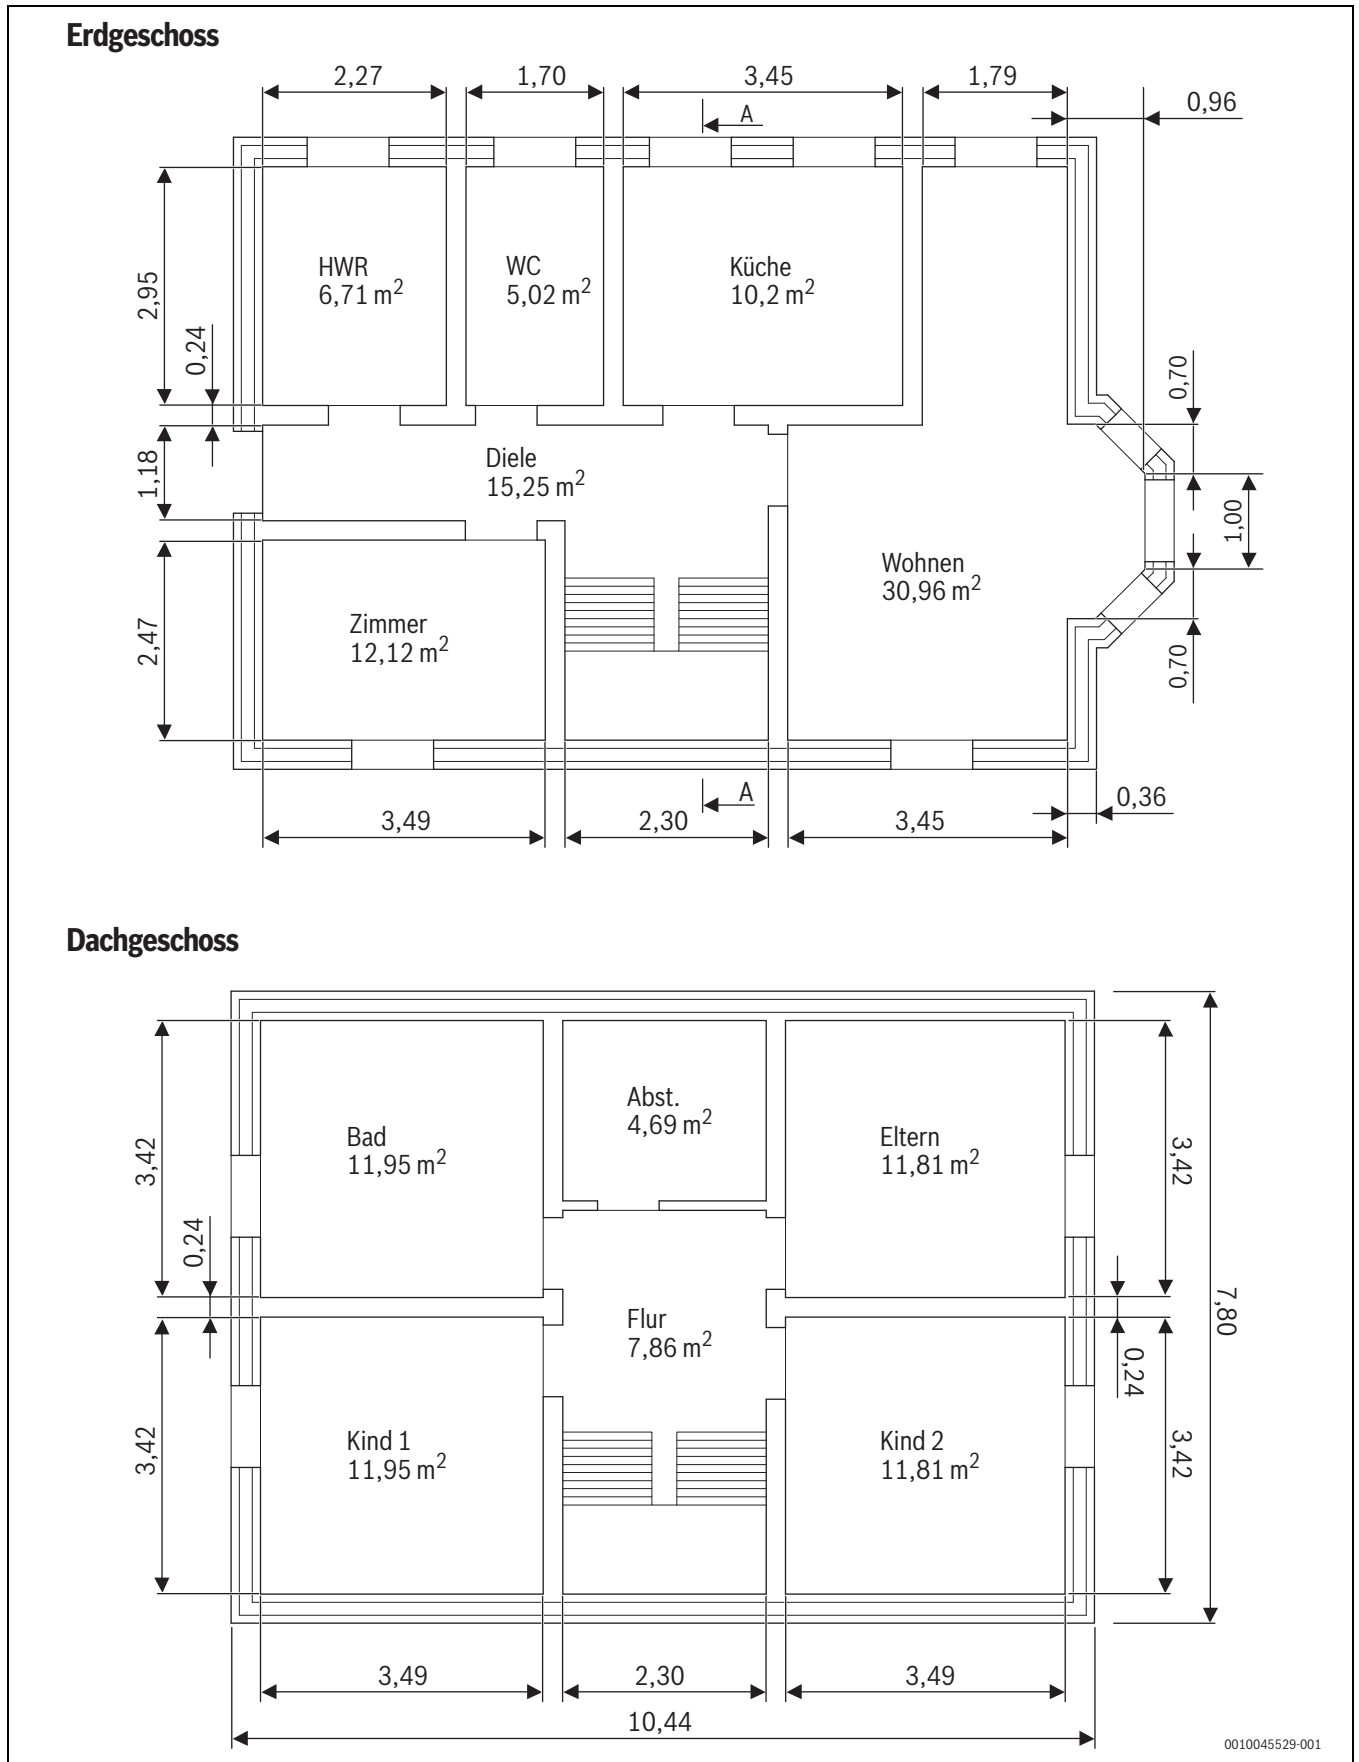 Erdgeschoss
2,27
1,70
3,45
1,79
A
0,96
2,95
0,24
1,18
2,47
HWR
6,71 m²
WC
5,02 m²
Küche
10,2 m²
Diele
15,25 m²
Zimmer
12,12 m²
Wohnen
30,96 m²
0,70
1,00
0,70
A
0,36
3,49
2,30
3,45
Dachgeschoss
3,42
0,24
3,42
Bad
11,95 m²
Abst.
4,69 m²
Eltern
11,81 m²
Flur
7,86 m²
Kind 1
11,95 m²
Kind 2
11,81 m²
3,42
7,80
0,24
3,42
3,49
2,30
3,49
10,44
0010045529-001